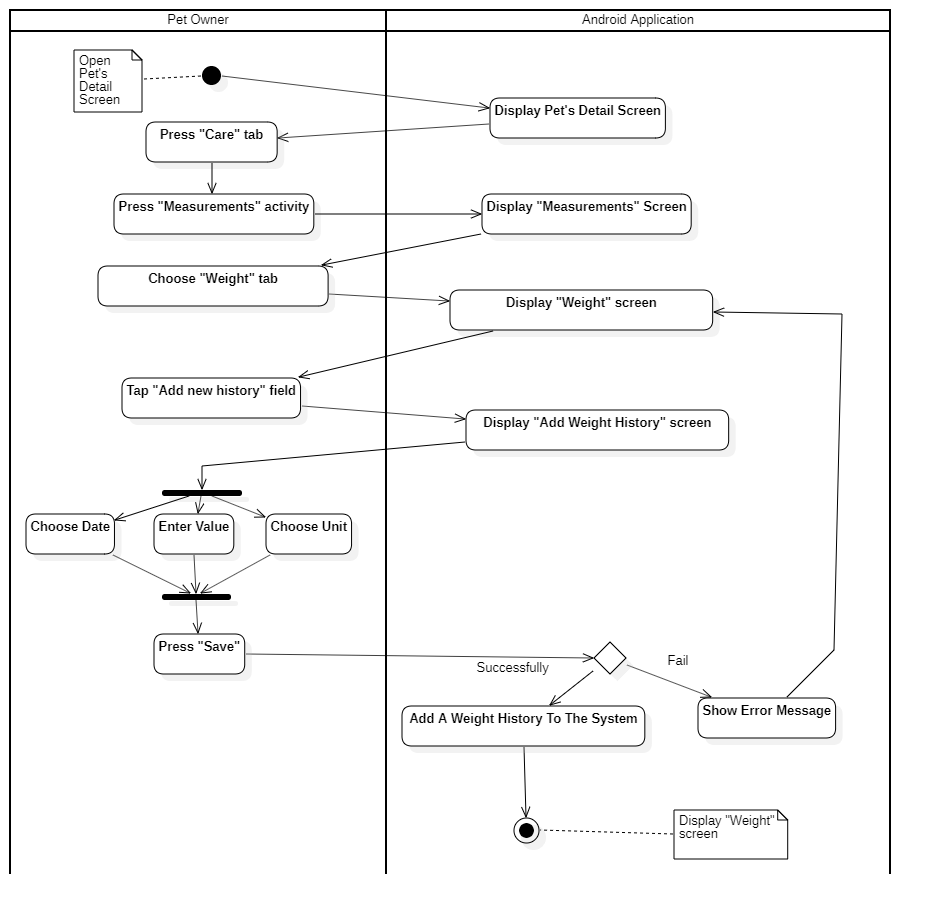 Pet Owner
Android Application
Open
Pet's
Detail
Screen
Display Pet's Detail Screen
Press "Care" tab
Press "Measurements" activity
Display "Measurements" Screen
Choose "Weight" tab
Display "Weight" screen
Tap "Add new history" field
Display "Add Weight History" screen
Choose Date
Enter Value
Choose Unit
Press "Save"
Successfully
Fail
Add A Weight History To The System
Show Error Message
Display "Weight"
screen